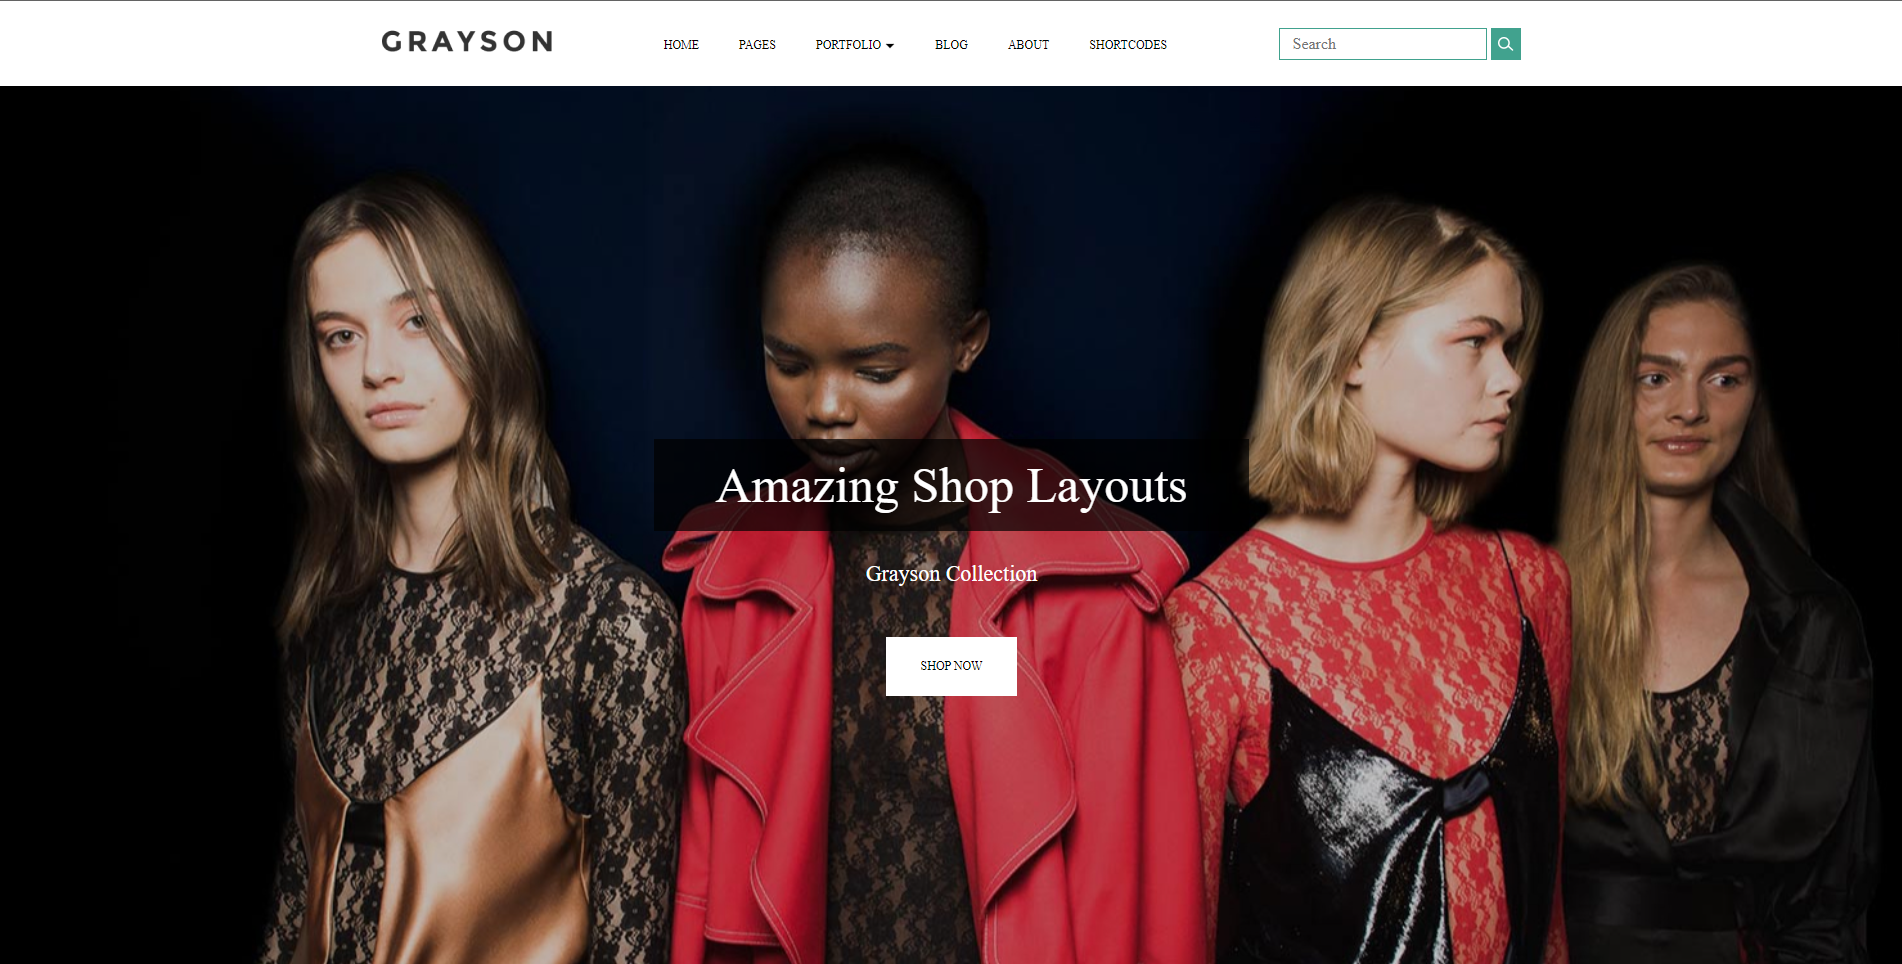 GRAYSON
HOME
PAGES
PORTFOLIO
BLOG
ABOUT
SHORTCODES
Search
Amazing Shop Layouts
Grayson Collection
SHOP NOW